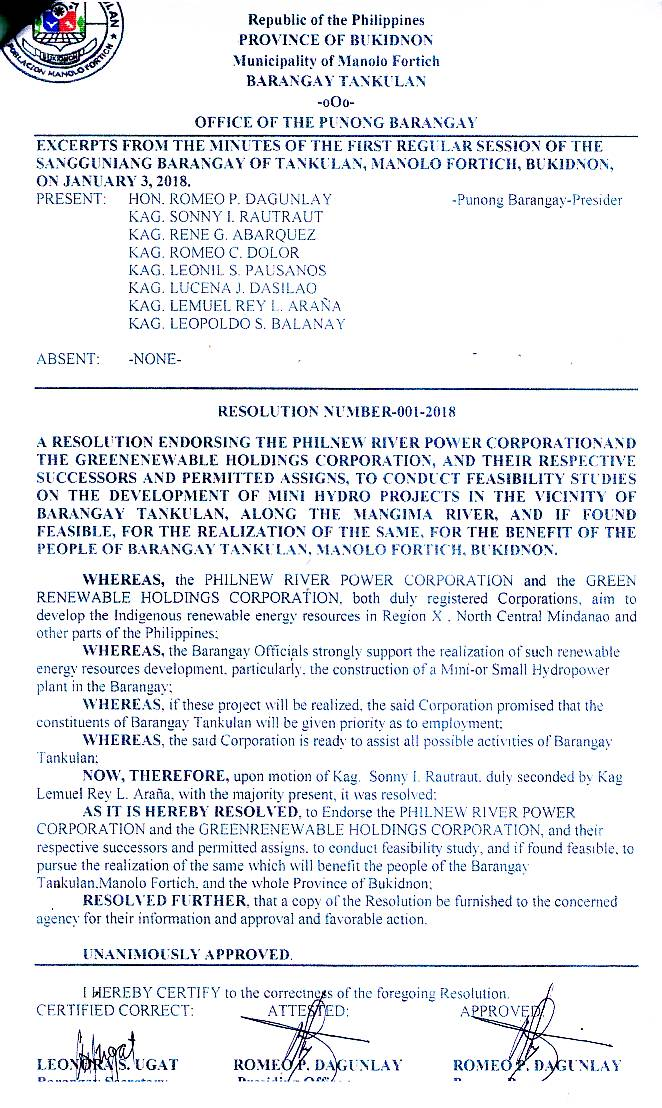 POBLACION MANOLO FORTICH
Republic of the Philippines
PROVINCE OF BUKIDNON
Municipality of Manolo Fortich
BARANGAY TANKULAN
-oOo-
OFFICE OF THE PUNONG BARANGAY
EXCERPTS FROM THE MINUTES OF THE FIRST REGULAR SESSION OF THE
SANGGUNIANG BARANGAY OF TANKULAN, MANOLO FORTICH, BUKIDNON,
ON JANUARY 3, 2018.
PRESENT: HON. ROMEO P. DAGUNLAY -Punong Barangay-Presider
KAG. SONNY I. RAUTRAUT
KAG. RENE G. ABARQUEZ
KAG. ROMEO C. DOLOR
KAG. LEONIL S. PAUSANOS
KAG. LUCENA J. DASILAO
KAG. LEMUEL REY L. ARAÑA
KAG. LEOPOLDO S. BALANAY
ABSENT: -NONE-
RESOLUTION NUMBER-001-2018
A RESOLUTION ENDORSING THE PHILNEW RIVER POWER CORPORATIONAND
THE GREENENEWABLE HOLDINGS CORPORATION, AND THEIR RESPECTIVE
SUCCESSORS AND PERMITTED ASSIGNS, TO CONDUCT FEASIBILITY STUDIES
ON THE DEVELOPMENT OF MINI HYDRO PROJECTS IN THE VICINITY OF
BARANGAY TANKULAN, ALONG THE MANGIMA RIVER, AND IF FOUND
FEASIBLE, FOR THE REALIZATION OF THE SAME, FOR THE BENEFIT OF THE
PEOPLE OF BARANGAY TANKULAN, MANOLO FORTICH, BUKIDNON.
WHEREAS, the PHILNEW RIVER POWER CORPORATION and the GREEN
RENEWABLE HOLDINGS CORPORATION, both duly registered Corporations, aim to
develop the Indigenous renewable energy resources in Region X , North Central Mindanao and
other parts of the Philippines;
WHEREAS, the Barangay Officials strongly support the realization of such renewable
energy resources development, particularly, the construction of a Mini-or Small Hydropower
plant in the Barangay;
WHEREAS, if these project will be realized, the said Corporation promised that the
constituents of Barangay Tankulan will be given priority as to employment;
WHEREAS, the said Corporation is ready to assist all possible activities of Barangay
Tankulan;
NOW, THEREFORE, upon motion of Kag. Sonny I. Rautraut, duly seconded by Kag
Lemuel Rey L. Araña, with the majority present, it was resolved;
AS IT IS HEREBY RESOLVED, to Endorse the PHILNEW RIVER POWER
CORPORATION and the GREENRENEWABLE HOLDINGS CORPORATION, and their
respective successors and permitted assigns, to conduct feasibility study, and if found feasible, to
pursue the realization of the same which will benefit the people of the Barangay
Tankulan,Manolo Fortich, and the whole Province of Bukidnon;
RESOLVED FURTHER, that a copy of the Resolution be furnished to the concerned
agency for their information and approval and favorable action.
UNANIMOUSLY APPROVED.
I HEREBY CERTIFY to the correctness of the foregoing Resolution.
CERTIFIED CORRECT: ATTESTED: APPROVED
LEONORA S. UGAT ROMEO P. DAGUNLAY ROMEO P. DAGUNLAY